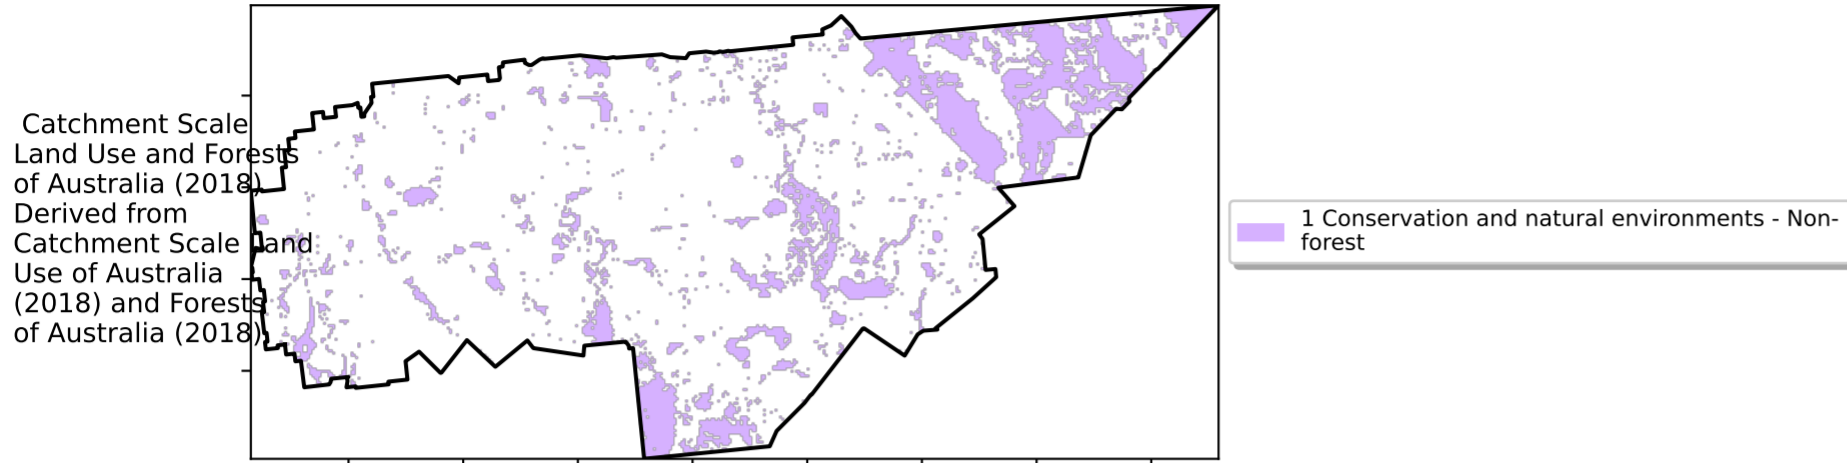 Catchment Scale
Land Use and Forests
of Australia (2018)
Derived from
Catchment Scale Land
Use of Australia
(2018) and Forests
of Australia (2018)
1 Conservation and natural environments - Non-
forest